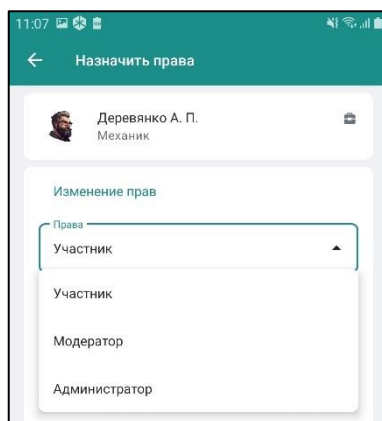 11:07
Назначить права
Деревянко А. П.
Механик
Изменение прав
Права
Участник
Участник
Модератор
Администратор